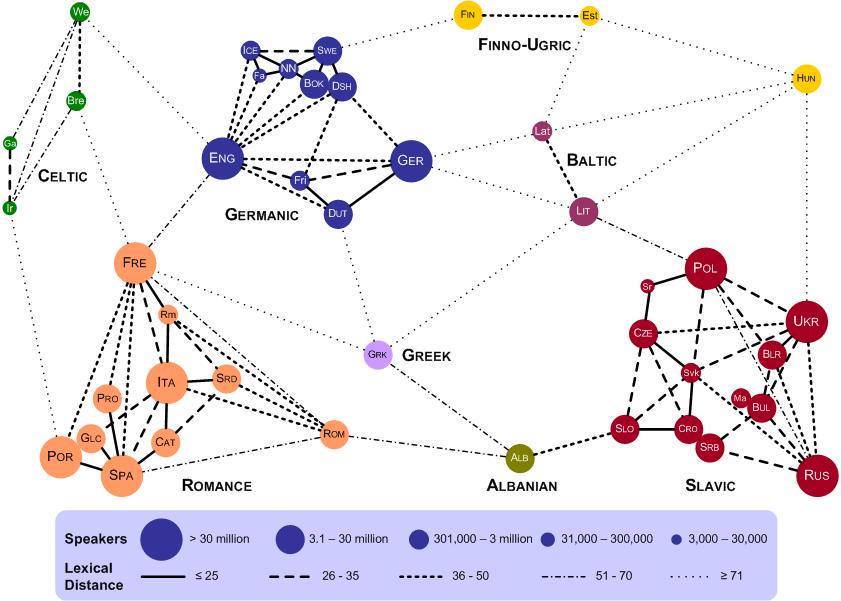 We
FIN
Est
FINNO-UGRIC
ICE
SWE
NN
Fa
BOK
DSH
HUN
Bre
Ga
CELTIC
Ir
ENG
GER
Fri
DUT
GERMANIC
Lat
BALTIC
LIT
FRE
Rm
ITA
SRD
PRO
GLC
CAT
POR
SPA
ROM
ROMANCE
GRK
GREEK
ALB
ALBANIAN
POL
Sr
CZE
UKR
BLR
Svk
Ma
BUL
SLO
CRO
SRB
RUS
SLAVIC
Speakers > 30 million 3.1 – 30 million 301,000 – 3 million 31,000 – 300,000 3,000 – 30,000
Lexical
Distance ≤ 25 26 - 35 36 - 50 51 - 70 ≥ 71